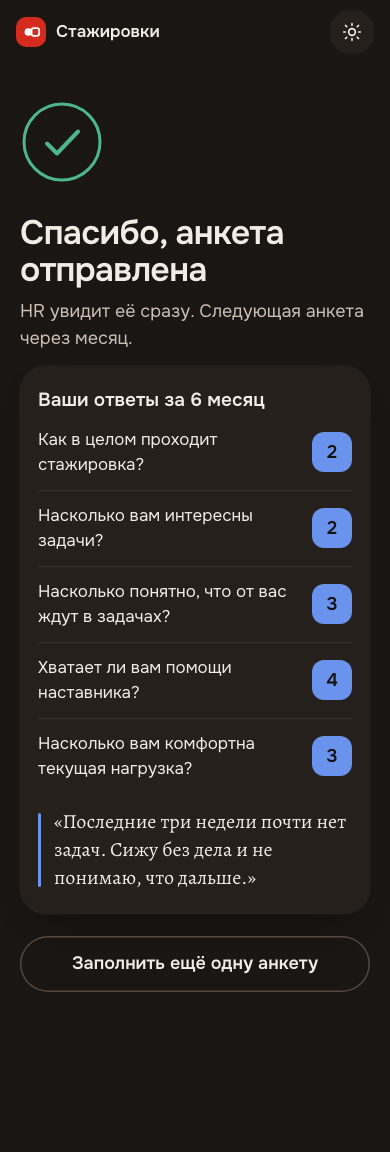 Стажировки
Спасибо, анкета
отправлена
HR увидит её сразу. Следующая анкета
через месяц.
Ваши ответы за 6 месяц
Как в целом проходит
стажировка?
2
Насколько вам интересны
задачи?
2
Насколько понятно, что от вас
ждут в задачах?
3
Хватает ли вам помощи
наставника?
4
Насколько вам комфортна
текущая нагрузка?
3
«Последние три недели почти нет
задач. Сижу без дела и не
понимаю, что дальше.»
Заполнить ещё одну анкету